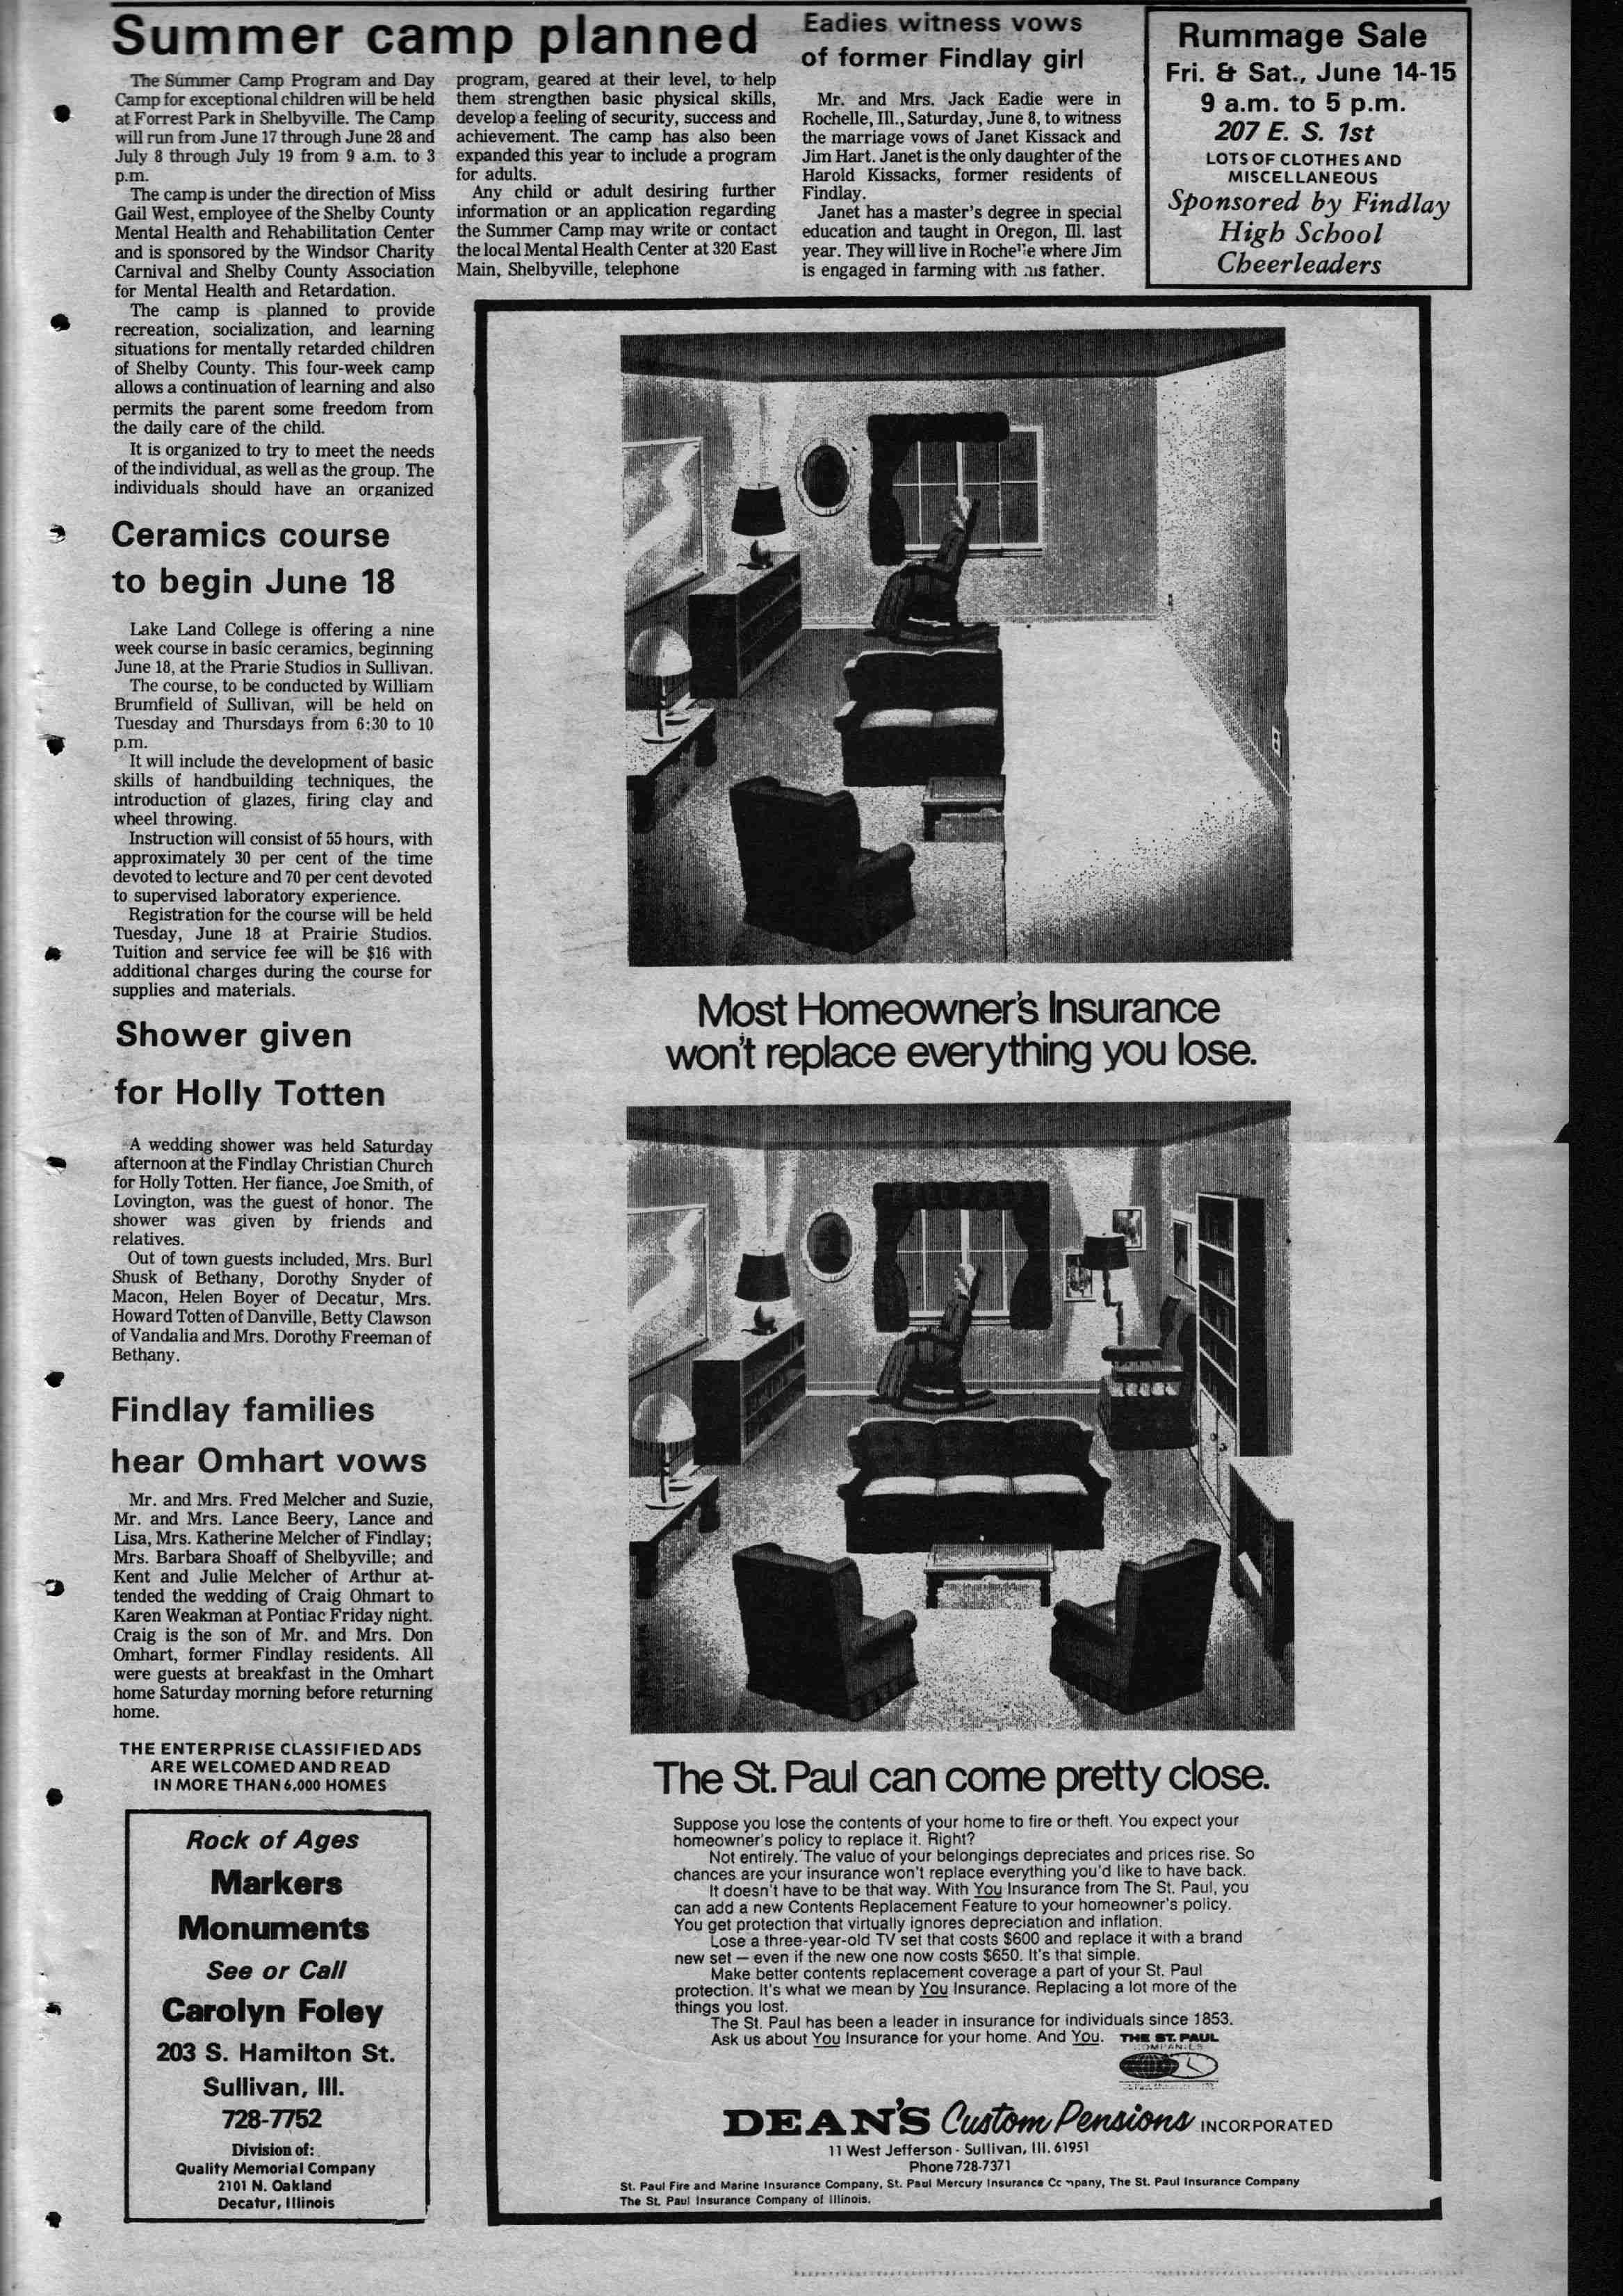 Summer camp planned
The Summer Camp Program and Day
Camp for exceptional children will be held
at Forrest Park in Shelbyville. The Camp
will run from June 17 through June 28 and
July 8 through July 19 from 9 a.m. to 3
p.m.
The camp is under the direction of Miss
Gail West, employee of the Shelby County
Mental Health and Rehabilitation Center
and is sponsored by the Windsor Charity
Carnival and Shelby County Association
for Mental Health and Retardation.
The camp is planned to provide
recreation, socialization, and learning
situations for mentally retarded children
of Shelby County. This four-week camp
allows a continuation of learning and also
permits the parent some freedom from
the daily care of the child.
It is organized to try to meet the needs
of the individual, as well as the group. The
individuals should have an organized
program, geared at their level, to help
them strengthen basic physical skills,
develop a feeling of security, success and
achievement. The camp has also been
expanded this year to include a program
for adults.
Any child or adult desiring further
information or an application regarding
the Summer Camp may write or contact
the local Mental Health Center at 320 East
Main, Shelbyville, telephone
Eadies witness vows
of former Findlay girl
Mr. and Mrs. Jack Eadie were in
Rochelle, Ill., Saturday, June 8, to witness
the marriage vows of Janet Kissack and
Jim Hart. Janet is the only daughter of the
Harold Kissacks, former residents of
Findlay.
Janet has a master's degree in special
education and taught in Oregon, Ill. last
year. They will live in Rochelle where Jim
is engaged in farming with his father.
Rummage Sale
Fri. & Sat., June 14-15
9 a.m. to 5 p.m.
207 E. S. 1st
LOTS OF CLOTHES AND
MISCELLANEOUS
Sponsored by Findlay
High School
Cheerleaders
Ceramics course
to begin June 18
Lake Land College is offering a nine
week course in basic ceramics, beginning
June 18, at the Prarie Studios in Sullivan.
The course, to be conducted by William
Brumfield of Sullivan, will be held on
Tuesday and Thursdays from 6:30 to 10
p.m.
It will include the development of basic
skills of handbuilding techniques, the
introduction of glazes, firing clay and
wheel throwing.
Instruction will consist of 55 hours, with
approximately 30 per cent of the time
devoted to lecture and 70 per cent devoted
to supervised laboratory experience.
Registration for the course will be held
Tuesday, June 18 at Prairie Studios.
Tuition and service fee will be $16 with
additional charges during the course for
supplies and materials.
Shower given
for Holly Totten
A wedding shower was held Saturday
afternoon at the Findlay Christian Church
for Holly Totten. Her fiance, Joe Smith, of
Lovington, was the guest of honor. The
shower was given by friends and
relatives.
Out of town guests included, Mrs. Burl
Shusk of Bethany, Dorothy Snyder of
Macon, Helen Boyer of Decatur, Mrs.
Howard Totten of Danville, Betty Clawson
of Vandalia and Mrs. Dorothy Freeman of
Bethany.
Findlay families
hear Omhart vows
Mr. and Mrs. Fred Melcher and Suzie,
Mr. and Mrs. Lance Beery, Lance and
Lisa, Mrs. Katherine Melcher of Findlay;
Mrs. Barbara Shoaff of Shelbyville; and
Kent and Julie Melcher of Arthur at-
tended the wedding of Craig Ohmart to
Karen Weakman at Pontiac Friday night.
Craig is the son of Mr. and Mrs. Don
Omhart, former Findlay residents. All
were guests at breakfast in the Omhart
home Saturday morning before returning
home.
THE ENTERPRISE CLASSIFIED ADS
ARE WELCOMED AND READ
IN MORE THAN 6,000 HOMES
Rock of Ages
Markers
Monuments
See or Call
Carolyn Foley
203 S. Hamilton St.
Sullivan, Ill.
728-7752
Division of:
Quality Memorial Company
2101 N. Oakland
Decatur, Illinois
Most Homeowner's Insurance
won't replace everything you lose.
The St. Paul can come pretty close.
Suppose you lose the contents of your home to fire or theft. You expect your
homeowner's policy to replace it. Right?
Not entirely. The value of your belongings depreciates and prices rise. So
chances are your insurance won't replace everything you'd like to have back.
It doesn't have to be that way. With You Insurance from The St. Paul, you
can add a new Contents Replacement Feature to your homeowner's policy.
You get protection that virtually ignores depreciation and inflation.
Lose a three-year-old TV set that costs $600 and replace it with a brand
new set — even if the new one now costs $650. It's that simple.
Make better contents replacement coverage a part of your St. Paul
protection. It's what we mean by You Insurance. Replacing a lot more of the
things you lost.
The St. Paul has been a leader in insurance for individuals since 1853.
Ask us about You Insurance for your home. And You.
THE ST. PAUL
COMPANIES
DEAN'S Custom Pensions INCORPORATED
11 West Jefferson - Sullivan, Ill. 61951
Phone 728-7371
St. Paul Fire and Marine Insurance Company, St. Paul Mercury Insurance Company, The St. Paul Insurance Company
The St. Paul Insurance Company of Illinois.